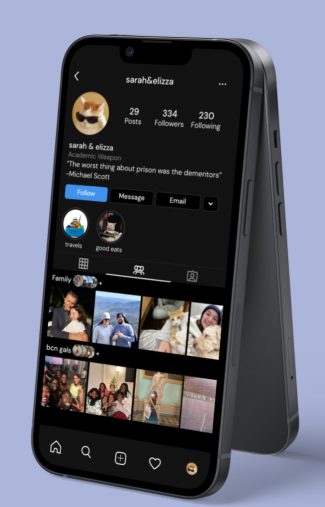 sarah&elizza
29 334 230
Posts Followers Following
sarah & elizza
Academic Weapon
"The worst thing about prison was the dementors"
-Michael Scott
Follow Message Email
travels good eats
Family +
bcn gals +